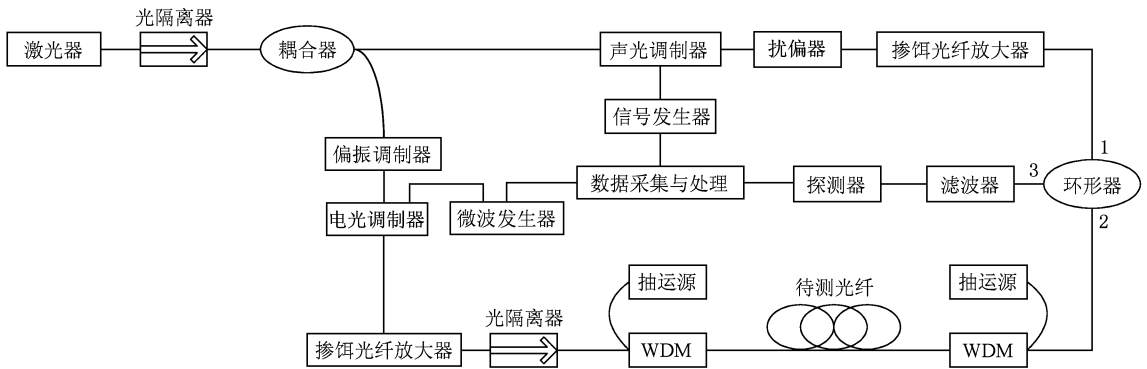 光隔离器
激光器
耦合器
声光调制器
扰偏器
掺饵光纤放大器
信号发生器
偏振调制器
1
3
数据采集与处理
探测器
滤波器
环形器
电光调制器
微波发生器
2
抽运源
待测光纤
抽运源
光隔离器
掺饵光纤放大器
WDM
WDM